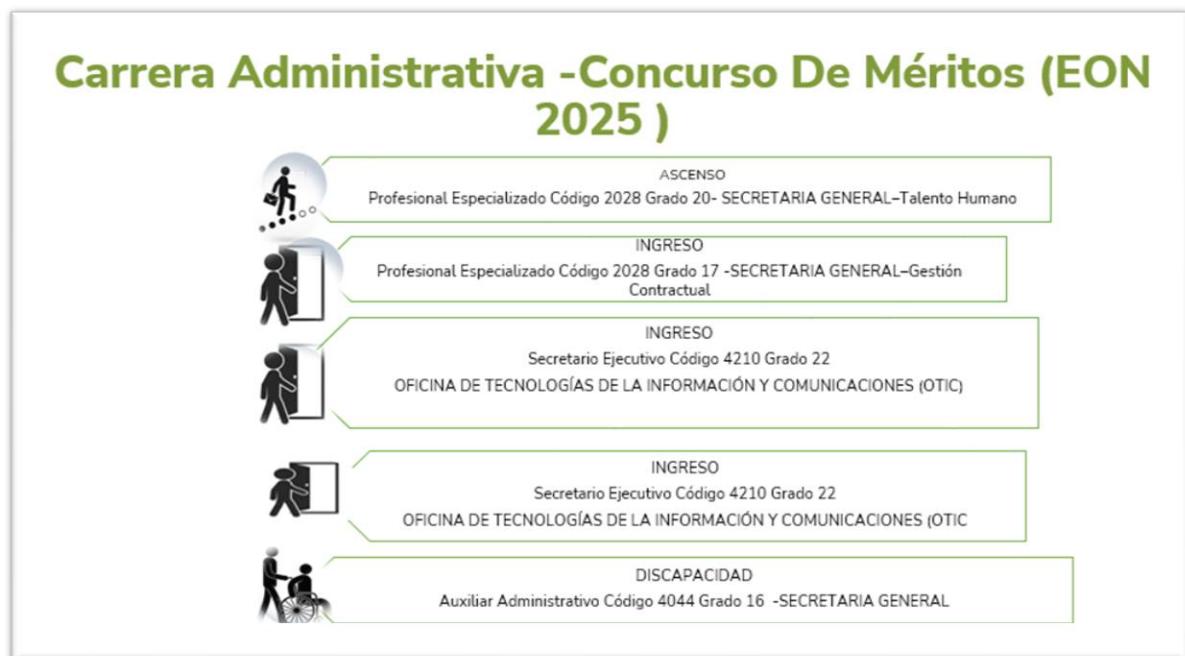 Carrera Administrativa -Concurso De Méritos (EON
2025 )
ASCENSO
Profesional Especializado Código 2028 Grado 20- SECRETARIA GENERAL–Talento Humano
INGRESO
Profesional Especializado Código 2028 Grado 17 -SECRETARIA GENERAL–Gestión
Contractual
INGRESO
Secretario Ejecutivo Código 4210 Grado 22
OFICINA DE TECNOLOGÍAS DE LA INFORMACIÓN Y COMUNICACIONES (OTIC)
INGRESO
Secretario Ejecutivo Código 4210 Grado 22
OFICINA DE TECNOLOGÍAS DE LA INFORMACIÓN Y COMUNICACIONES (OTIC
DISCAPACIDAD
Auxiliar Administrativo Código 4044 Grado 16 -SECRETARIA GENERAL